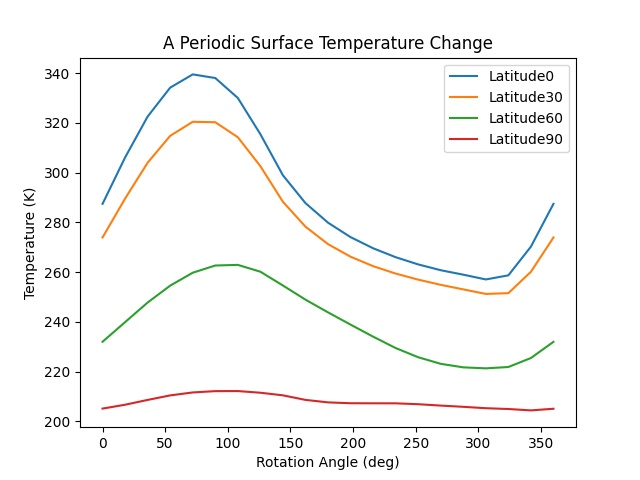 A Periodic Surface Temperature Change
Latitude0
Latitude30
Latitude60
Latitude90
Temperature (K)
340
320
300
280
260
240
220
200
0 50 100 150 200 250 300 350
Rotation Angle (deg)